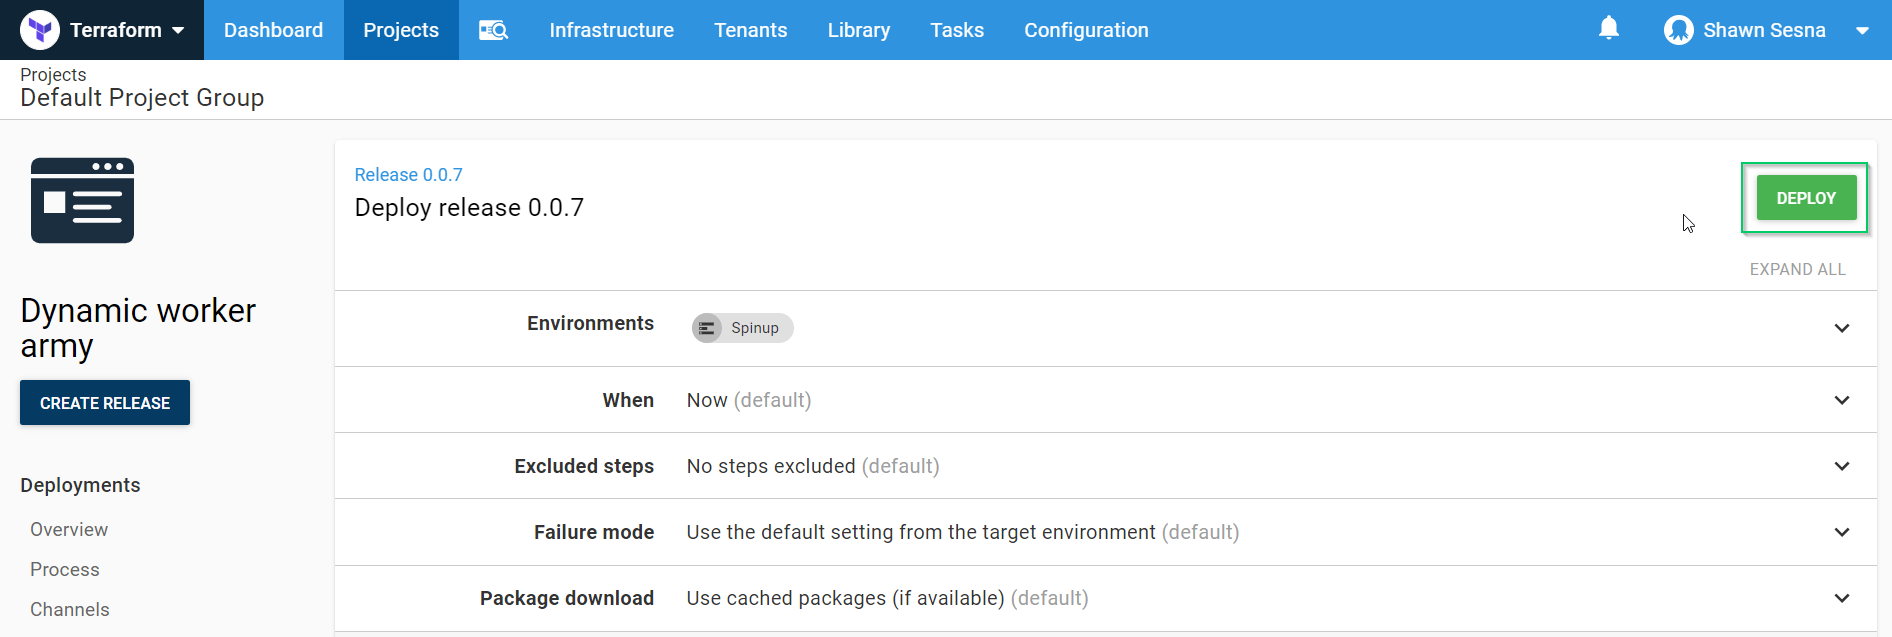 Terraform Dashboard Projects Infrastructure Tenants Library Tasks Configuration Shawn Sesna
Projects
Default Project Group
Release 0.0.7
Deploy release 0.0.7
DEPLOY
EXPAND ALL
Dynamic worker
army
CREATE RELEASE
Deployments
Overview
Process
Channels
Environments Spinup
When Now (default)
Excluded steps No steps excluded (default)
Failure mode Use the default setting from the target environment (default)
Package download Use cached packages (if available) (default)